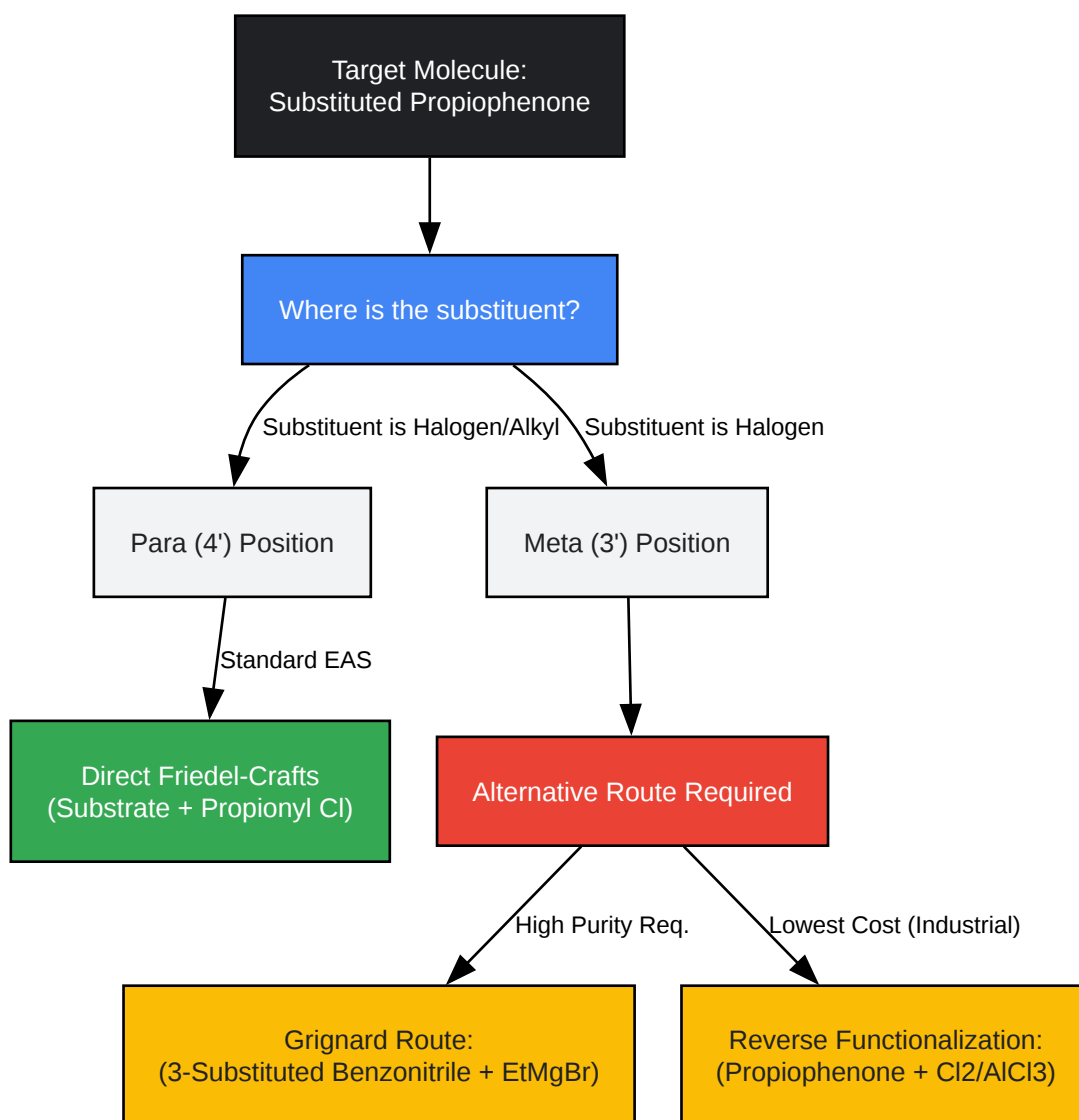 Target Molecule:
Substituted Propiophenone
Where is the substituent?
Substituent is Halogen/Alkyl
Substituent is Halogen
Para (4') Position
Meta (3') Position
Standard EAS
Direct Friedel-Crafts
(Substrate + Propionyl Cl)
Alternative Route Required
High Purity Req.
Lowest Cost (Industrial)
Grignard Route:
(3-Substituted Benzonitrile + EtMgBr)
Reverse Functionalization:
(Propiophenone + Cl2/AlCl3)